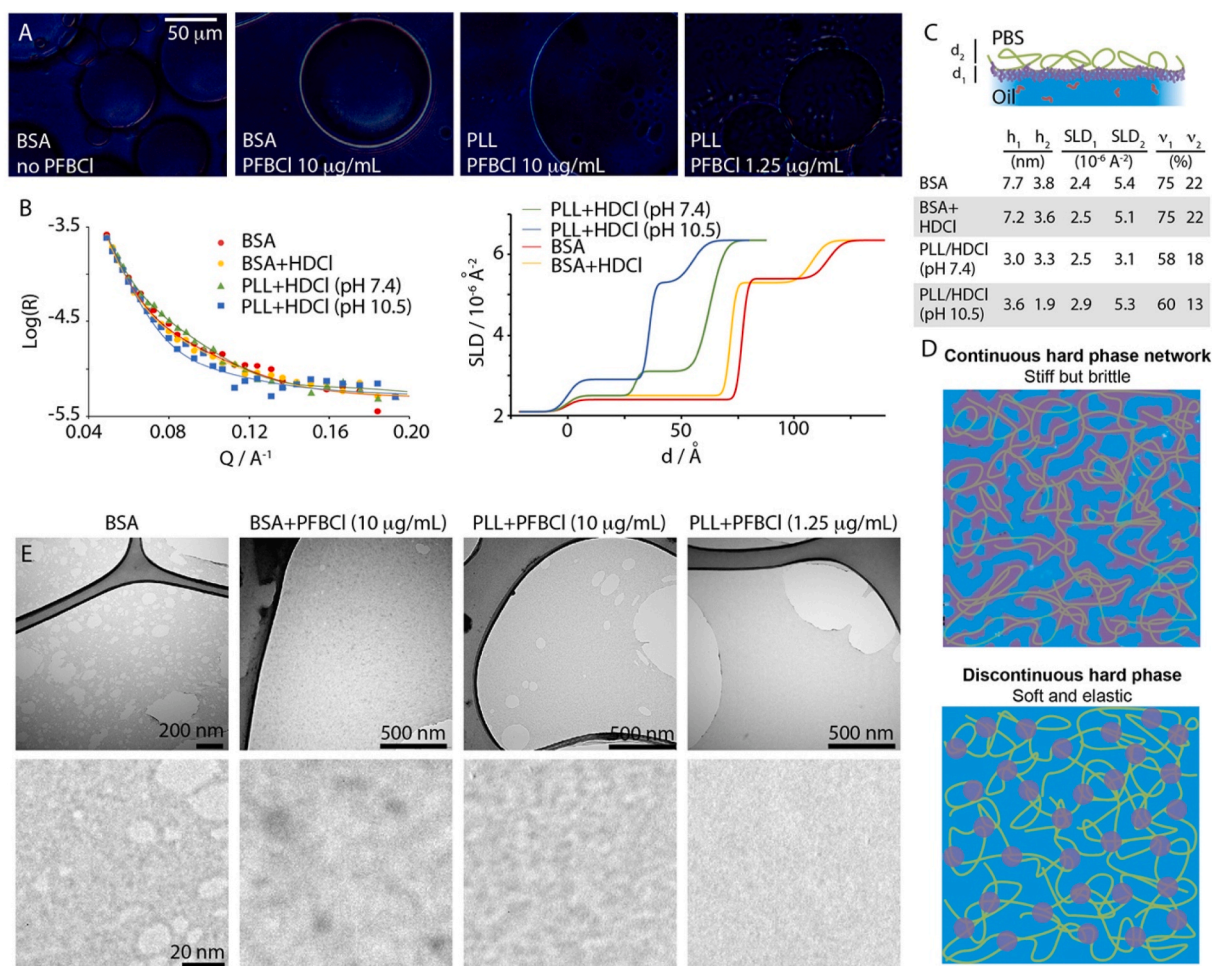 A
50 μm
BSA
no PFBCl
BSA
PFBCl 10 μg/mL
PLL
PFBCl 10 μg/mL
PLL
PFBCl 1.25 μg/mL
B
-3.5
-4.5
-5.5
Log(R)
0.04 0.08 0.12 0.16 0.20
Q / A⁻¹
BSA
BSA+HDCl
PLL+HDCl (pH 7.4)
PLL+HDCl (pH 10.5)
PLL+HDCl (pH 7.4)
PLL+HDCl (pH 10.5)
BSA
BSA+HDCl
6
4
2
SLD / 10⁻⁶ Å⁻²
0 50 100
d / Å
C
d₂
d₁
PBS
Oil
h₁ h₂ SLD₁ SLD₂ ν₁ ν₂
(nm) (10⁻⁶ A⁻²) (%)
BSA 7.7 3.8 2.4 5.4 75 22
BSA+
HDCl 7.2 3.6 2.5 5.1 75 22
PLL/HDCl
(pH 7.4) 3.0 3.3 2.5 3.1 58 18
PLL/HDCl
(pH 10.5) 3.6 1.9 2.9 5.3 60 13
D
Continuous hard phase network
Stiff but brittle
Discontinuous hard phase
Soft and elastic
E
BSA
BSA+PFBCl (10 μg/mL)
PLL+PFBCl (10 μg/mL)
PLL+PFBCl (1.25 μg/mL)
200 nm
500 nm
500 nm
500 nm
20 nm